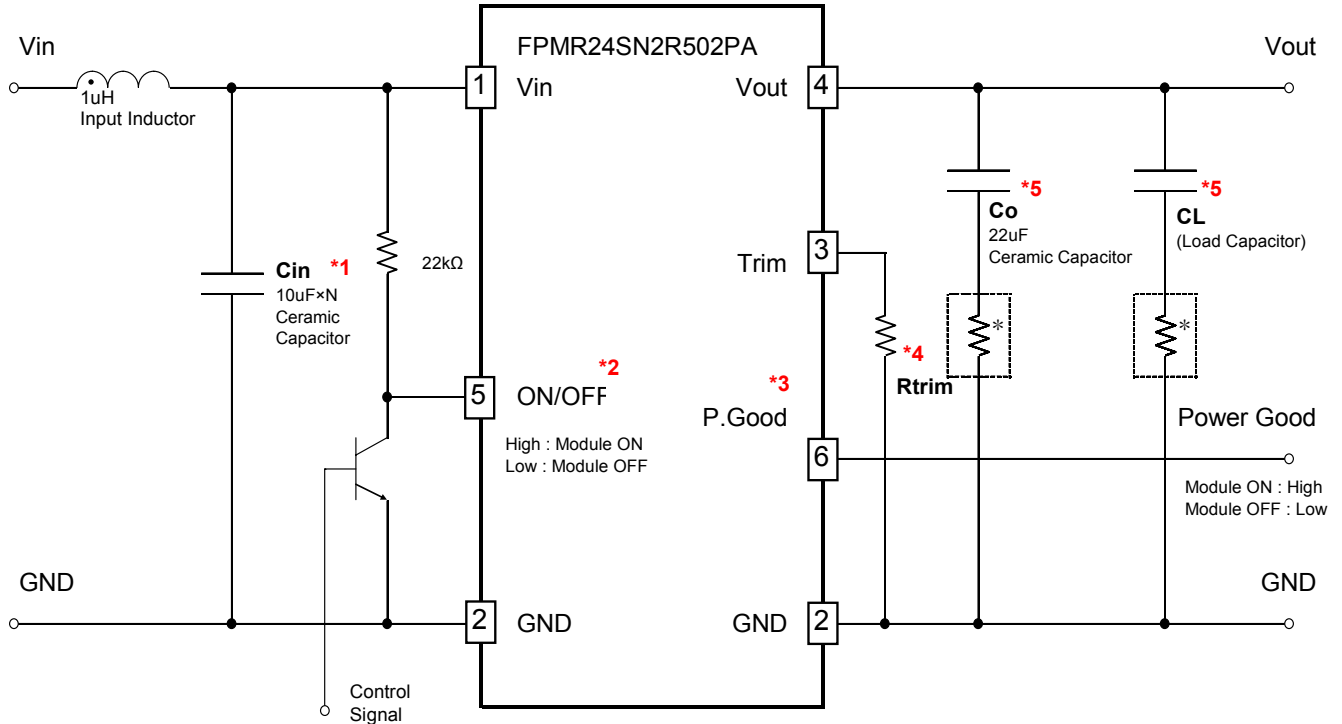 FPMR24SN2R502PA
Vin
1uH
Input Inductor
1
Vin
Vout
4
Vout
Cin *1
10uF×N
Ceramic
Capacitor
22kΩ
Trim
3
*4
Rtrim
*5
Co
22uF
Ceramic Capacitor
*
*5
CL
(Load Capacitor)
*
5
ON/OFF *2
High : Module ON
Low : Module OFF
*3
P.Good
6
Power Good
Module ON : High
Module OFF : Low
GND
2
GND
GND
2
GND
Control
Signal